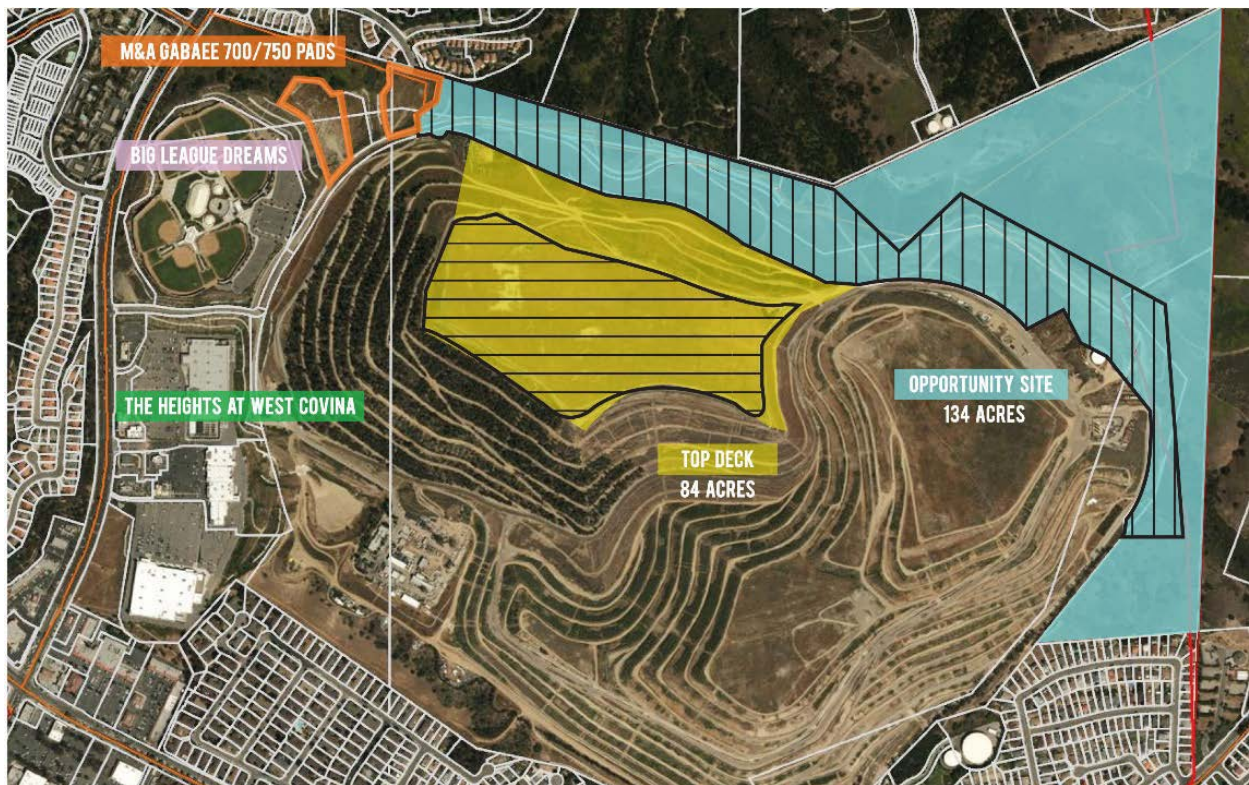 M&A GABAEE 700/750 PADS
BIG LEAGUE DREAMS
THE HEIGHTS AT WEST COVINA
OPPORTUNITY SITE
134 ACRES
TOP DECK
84 ACRES